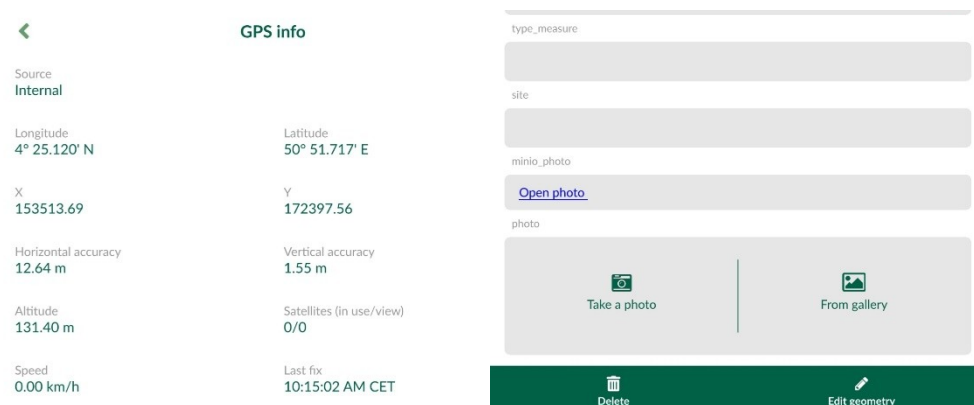 GPS info
Source
Internal
Longitude
4° 25.120' N
Latitude
50° 51.717' E
X
153513.69
Y
172397.56
Horizontal accuracy
12.64 m
Vertical accuracy
1.55 m
Altitude
131.40 m
Satellites (in use/view)
0/0
Speed
0.00 km/h
Last fix
10:15:02 AM CET
type_measure
site
minio_photo
Open photo
photo
Take a photo
From gallery
Delete
Edit geometry